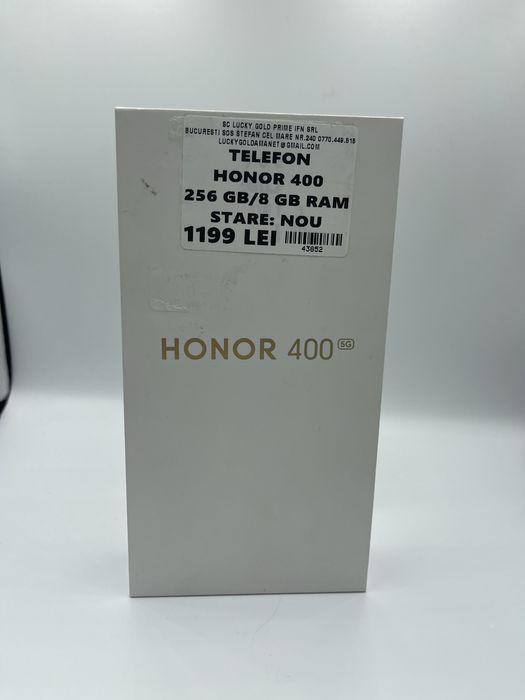 SC LUCKY GOLD PRIME IFN SRL
BUCURESTI SOS STEFAN CEL MARE NR.240 0770.449.515
LUCKYGOLDAMANET@GMAIL.COM
TELEFON
HONOR 400
256 GB/8 GB RAM
STARE: NOU
1199 LEI
43852
HONOR 400 5G